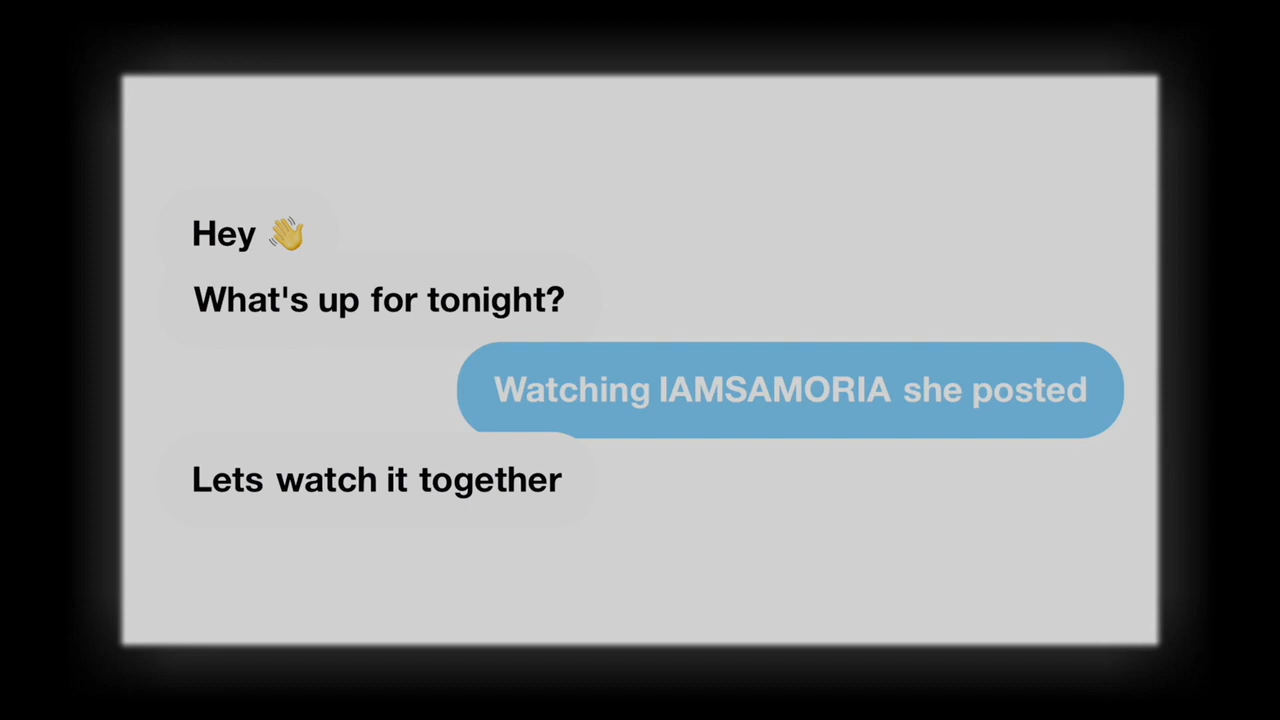 Hey 👋
What's up for tonight?
Watching IAMSAMORIA she posted
Lets watch it together